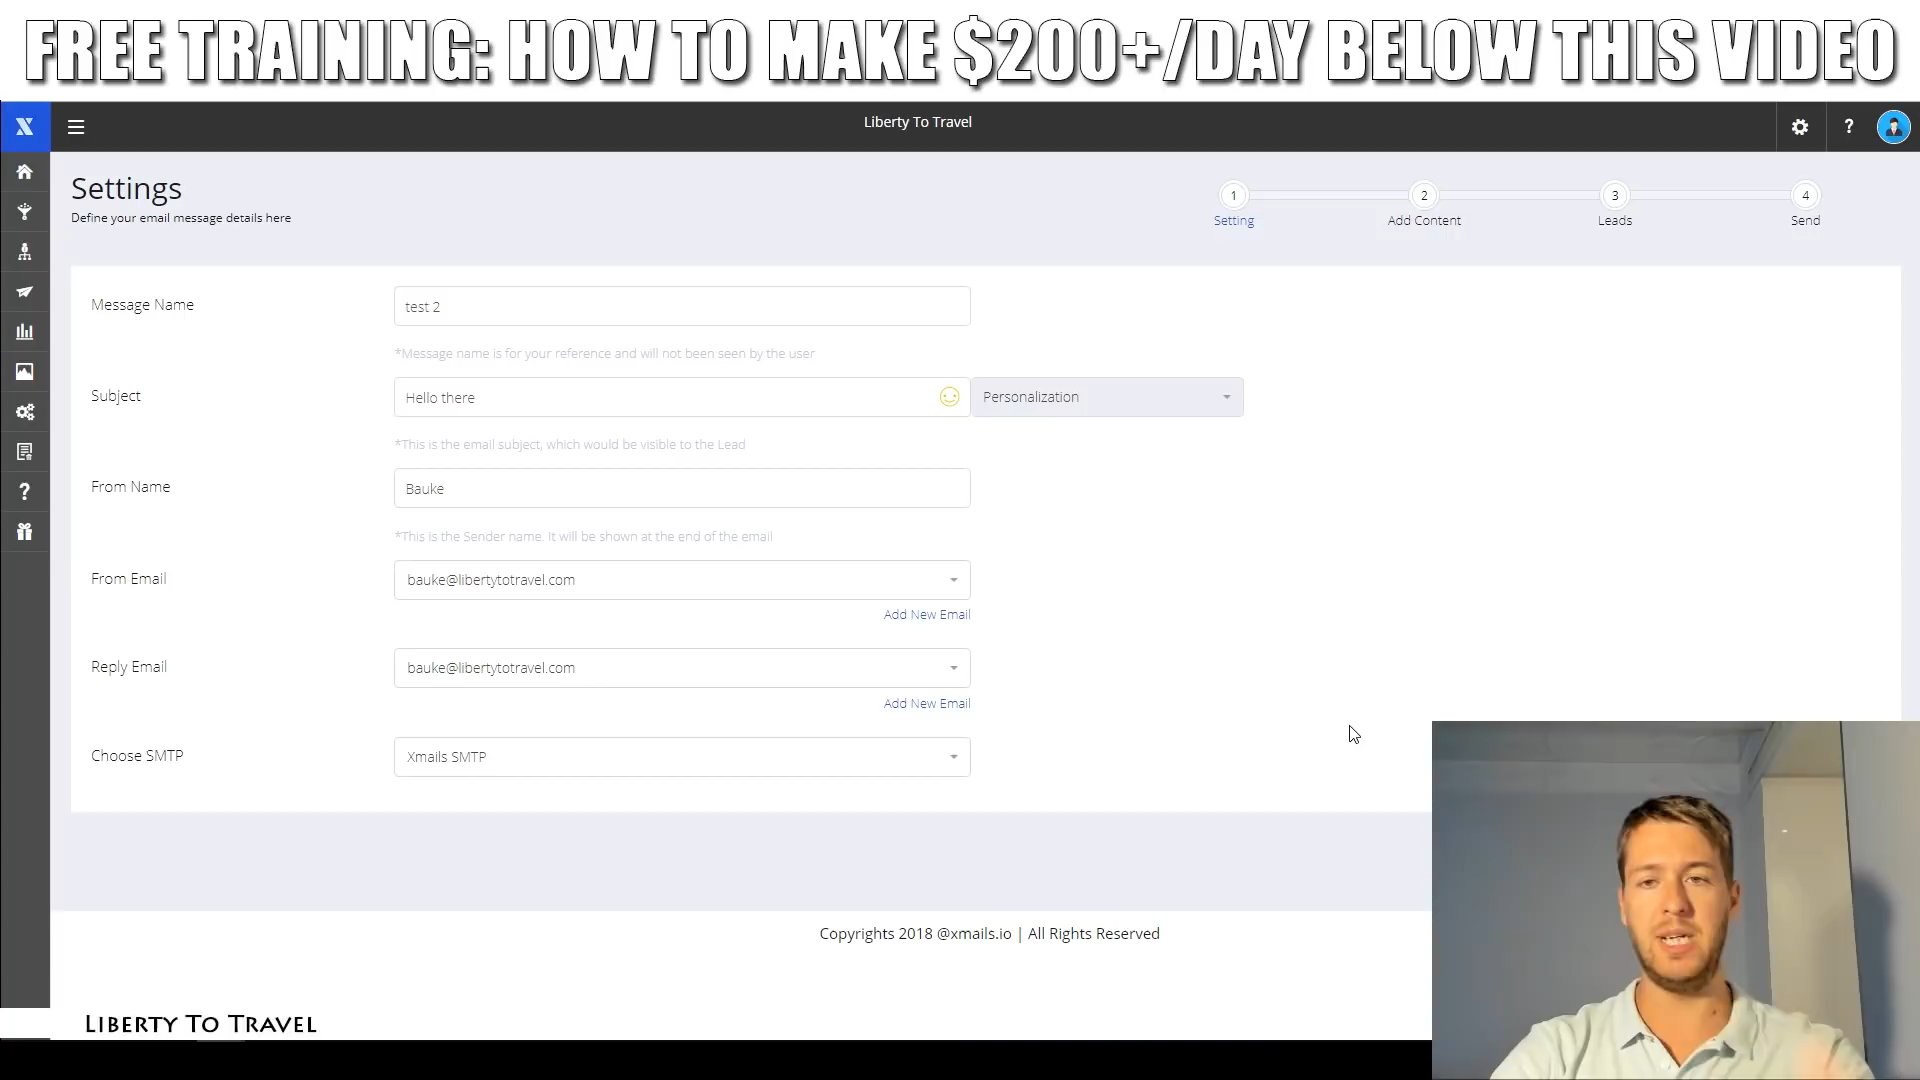 FREE TRAINING: HOW TO MAKE $200+/DAY BELOW THIS VIDEO
Liberty To Travel
?
Settings
Define your email message details here
1
2
3
4
Setting
Add Content
Leads
Send
Message Name
test 2
*Message name is for your reference and will not been seen by the user
Subject
Hello there
Personalization
*This is the email subject, which would be visible to the Lead
From Name
Bauke
*This is the Sender name. It will be shown at the end of the email
From Email
bauke@libertytotravel.com
Add New Email
Reply Email
bauke@libertytotravel.com
Add New Email
Choose SMTP
Xmails SMTP
?
Copyrights 2018 @xmails.io | All Rights Reserved
LIBERTY TO TRAVEL